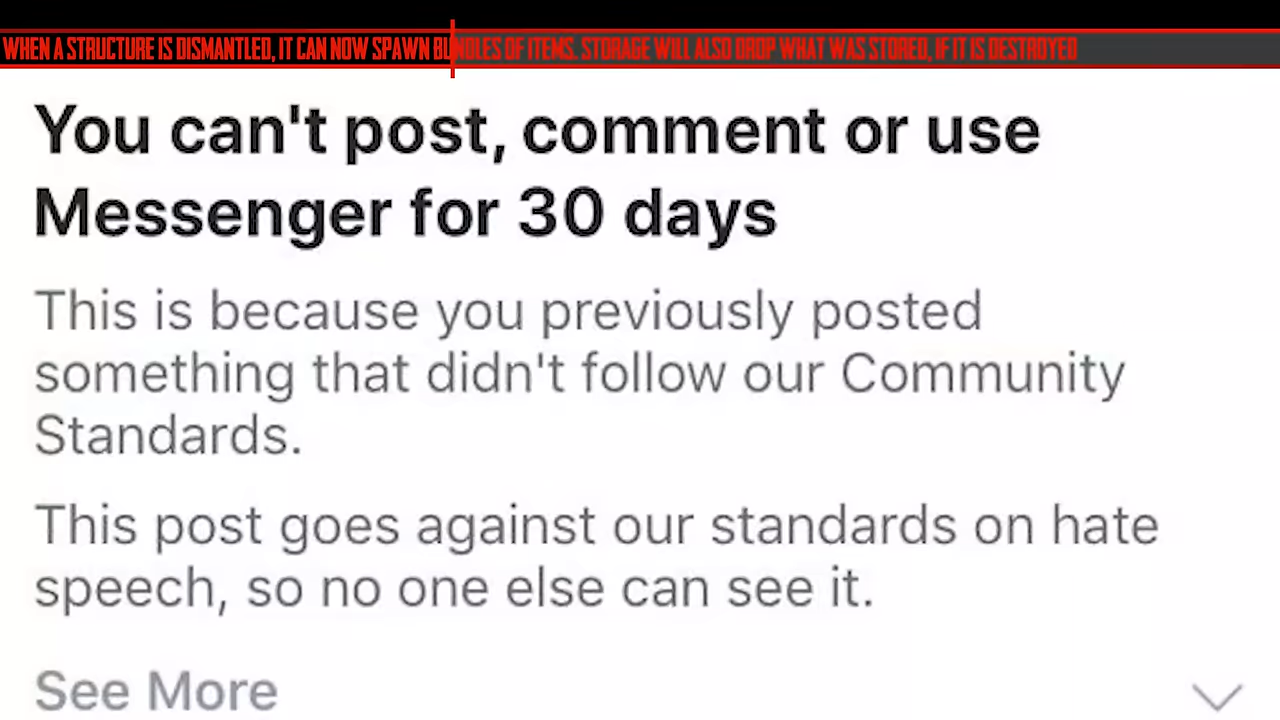 WHEN A STRUCTURE IS DISMANTLED, IT CAN NOW SPAWN BUNDLES OF ITEMS. STORAGE WILL ALSO DROP WHAT WAS STORED, IF IT IS DESTROYED
You can't post, comment or use
Messenger for 30 days
This is because you previously posted
something that didn't follow our Community
Standards.
This post goes against our standards on hate
speech, so no one else can see it.
See More